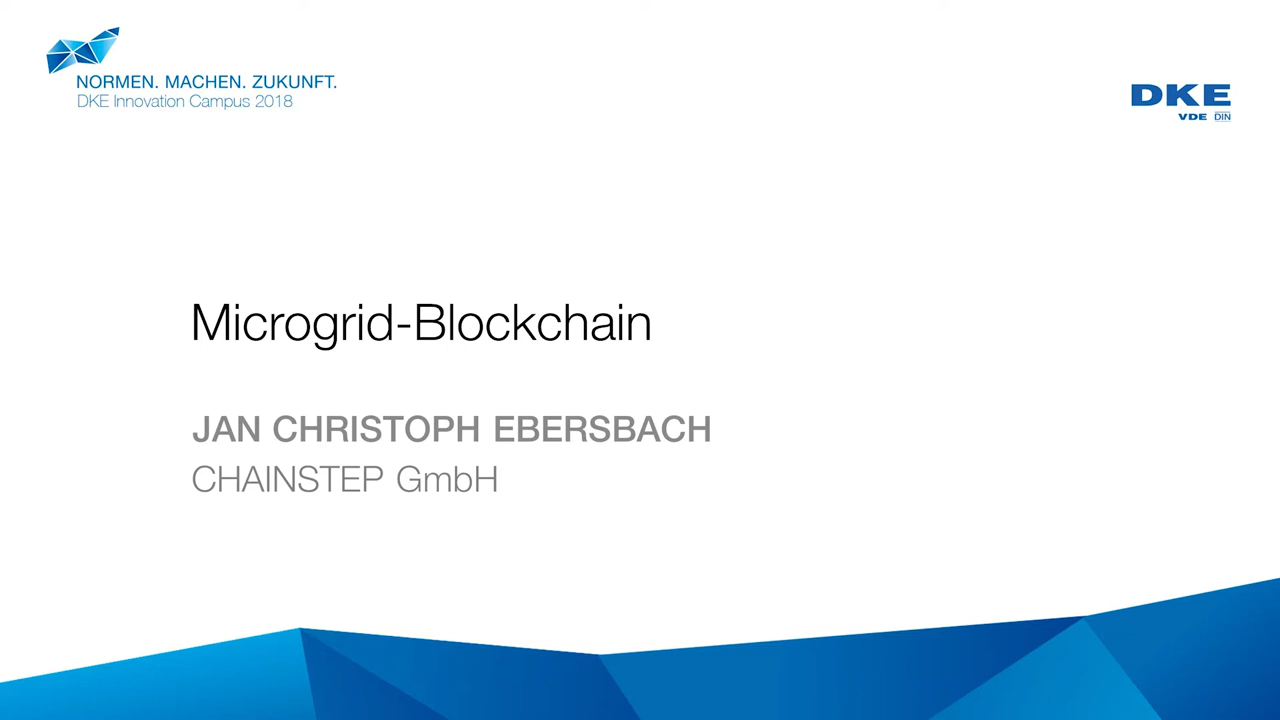 NORMEN. MACHEN. ZUKUNFT.
DKE Innovation Campus 2018
DKE
VDE DIN
Microgrid-Blockchain
JAN CHRISTOPH EBERSBACH
CHAINSTEP GmbH